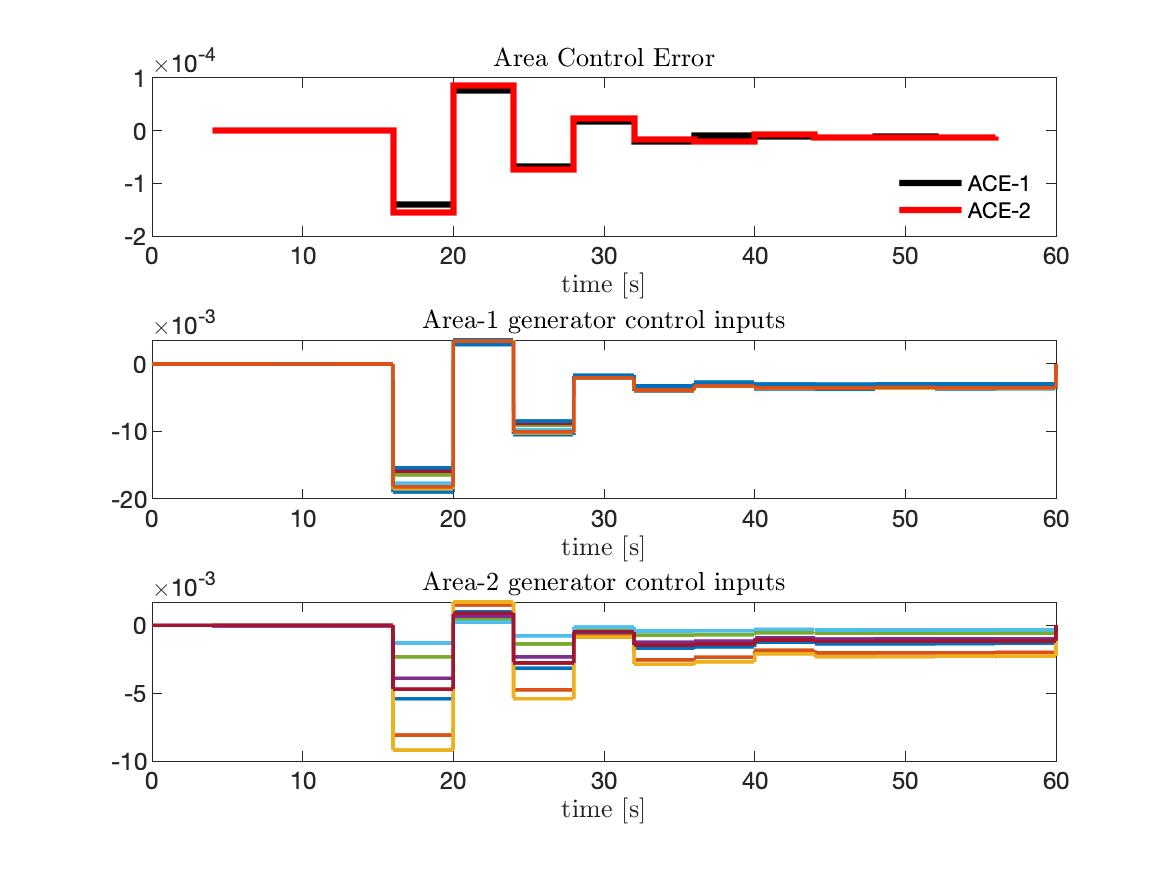 Area Control Error
×10-4
1
0
-1
-2
ACE-1
ACE-2
0 10 20 30 40 50 60
time [s]
Area-1 generator control inputs
×10-3
0
-10
-20
0 10 20 30 40 50 60
time [s]
Area-2 generator control inputs
×10-3
0
-5
-10
0 10 20 30 40 50 60
time [s]